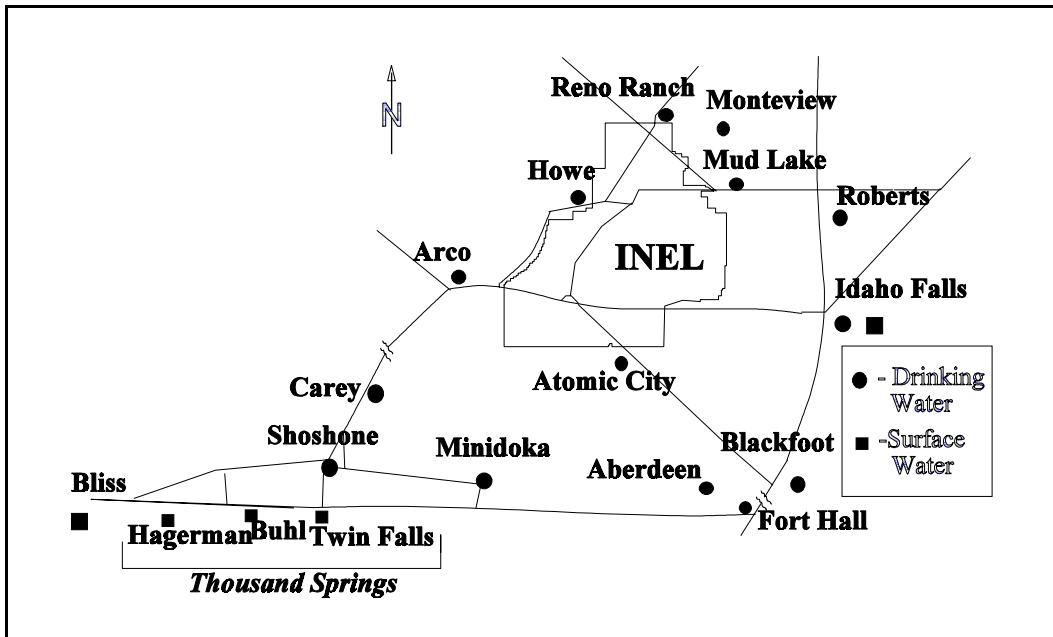 Reno Ranch
Monteview
N
Mud Lake
Howe
Roberts
Arco
INEL
Idaho Falls
Atomic City
- Drinking
Water
Carey
-Surface
Water
Shoshone
Minidoka
Blackfoot
Aberdeen
Bliss
Fort Hall
Hagerman
Buhl
Twin Falls
Thousand Springs